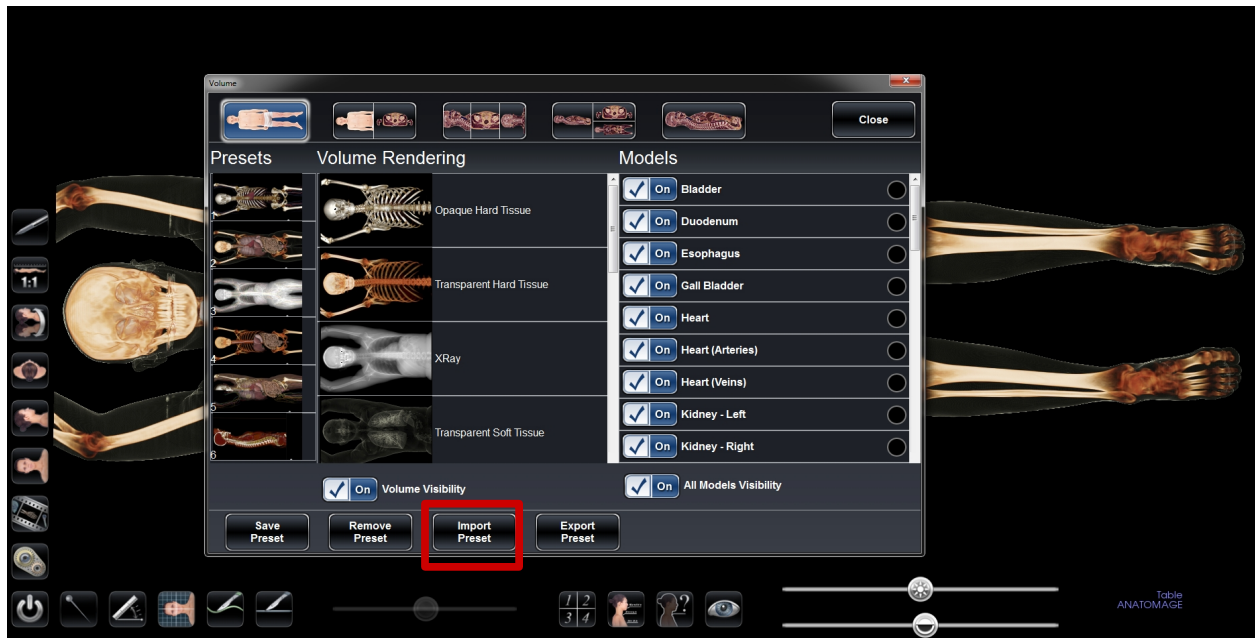 Volume
Close
Presets
Volume Rendering
Models
1
2
3
4
5
6
Opaque Hard Tissue
Transparent Hard Tissue
XRay
Transparent Soft Tissue
On Bladder
On Duodenum
On Esophagus
On Gall Bladder
On Heart
On Heart (Arteries)
On Heart (Veins)
On Kidney - Left
On Kidney - Right
On Volume Visibility
On All Models Visibility
Save
Preset
Remove
Preset
Import
Preset
Export
Preset
1:1
1 2
3 4
?
Table
ANATOMAGE